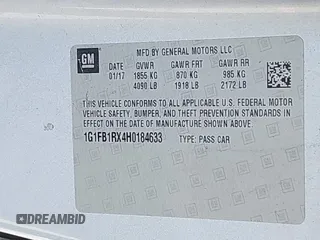 GM
MFD BY GENERAL MOTORS LLC
DATE GVWR GAWR FRT GAWR RR
01/17 1855 KG 870 KG 985 KG
4090 LB 1918 LB 2172 LB
THIS VEHICLE CONFORMS TO ALL APPLICABLE U.S. FEDERAL MOTOR
VEHICLE SAFETY, BUMPER, AND THEFT PREVENTION STANDARDS
IN EFFECT ON THE DATE OF MANUFACTURE SHOWN ABOVE.
1G1FB1RX4H0184633 TYPE: PASS CAR
DREAMBID